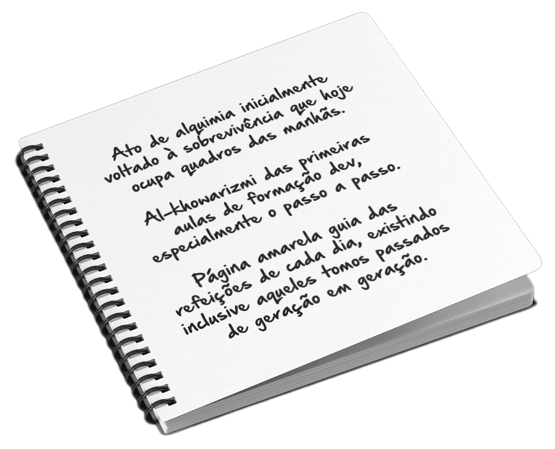 Ato de alquimia inicialmente
voltado à sobrevivência que hoje
ocupa quadros das manhãs.
Al-Khowarizmi das primeiras
aulas de formação dev,
especialmente o passo a passo.
Página amarela guia das
refeições de cada dia, existindo
inclusive aqueles tomos passados
de geração em geração.